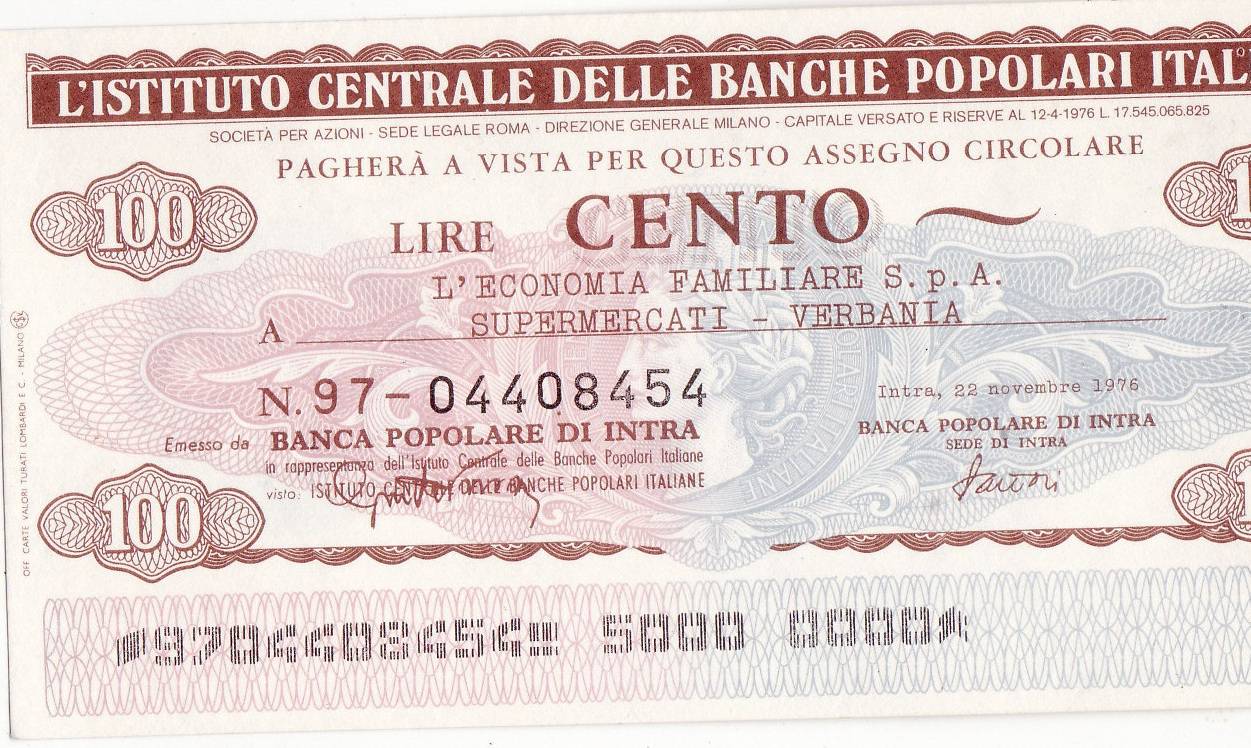 L'ISTITUTO CENTRALE DELLE BANCHE POPOLARI ITAL
SOCIETÀ PER AZIONI - SEDE LEGALE ROMA - DIREZIONE GENERALE MILANO - CAPITALE VERSATO E RISERVE AL 12-4-1976 L. 17.545.065.825
PAGHERÀ A VISTA PER QUESTO ASSEGNO CIRCOLARE
100
LIRE CENTO
L'ECONOMIA FAMILIARE S.p.A.
A SUPERMERCATI - VERBANIA
N. 97-04408454
Intra, 22 novembre 1976
Emesso da BANCA POPOLARE DI INTRA
BANCA POPOLARE DI INTRA
SEDE DI INTRA
in rappresentanza dell'Istituto Centrale delle Banche Popolari Italiane
visto: ISTITUTO CENTRALE DELLE BANCHE POPOLARI ITALIANE
Sartori
100
OFF. CARTE VALORI TURATI LOMBARDI E C. - MILANO
9704408454 5000 0000